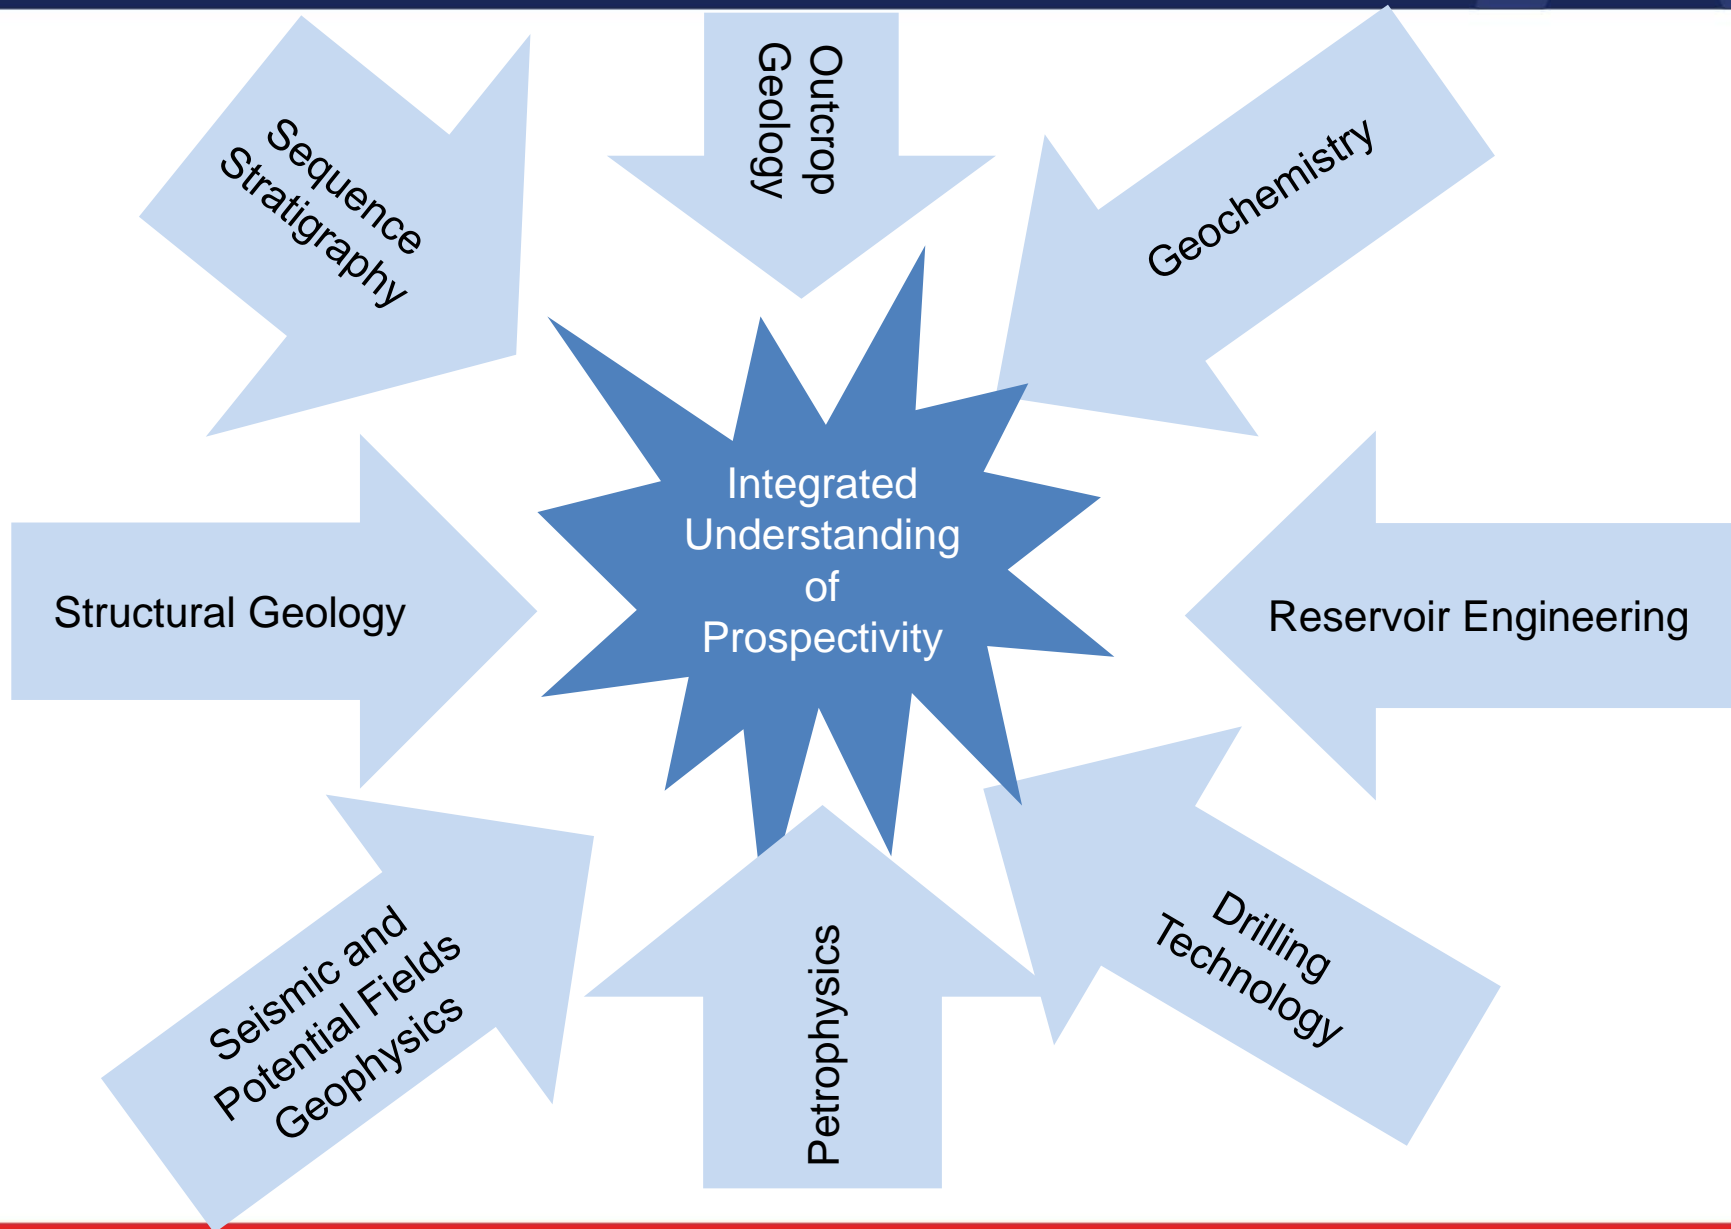 Sequence
Stratigraphy
Outcrop
Geology
Geochemistry
Integrated
Understanding
of
Prospectivity
Structural Geology
Reservoir Engineering
Seismic and
Potential Fields
Geophysics
Petrophysics
Drilling
Technology